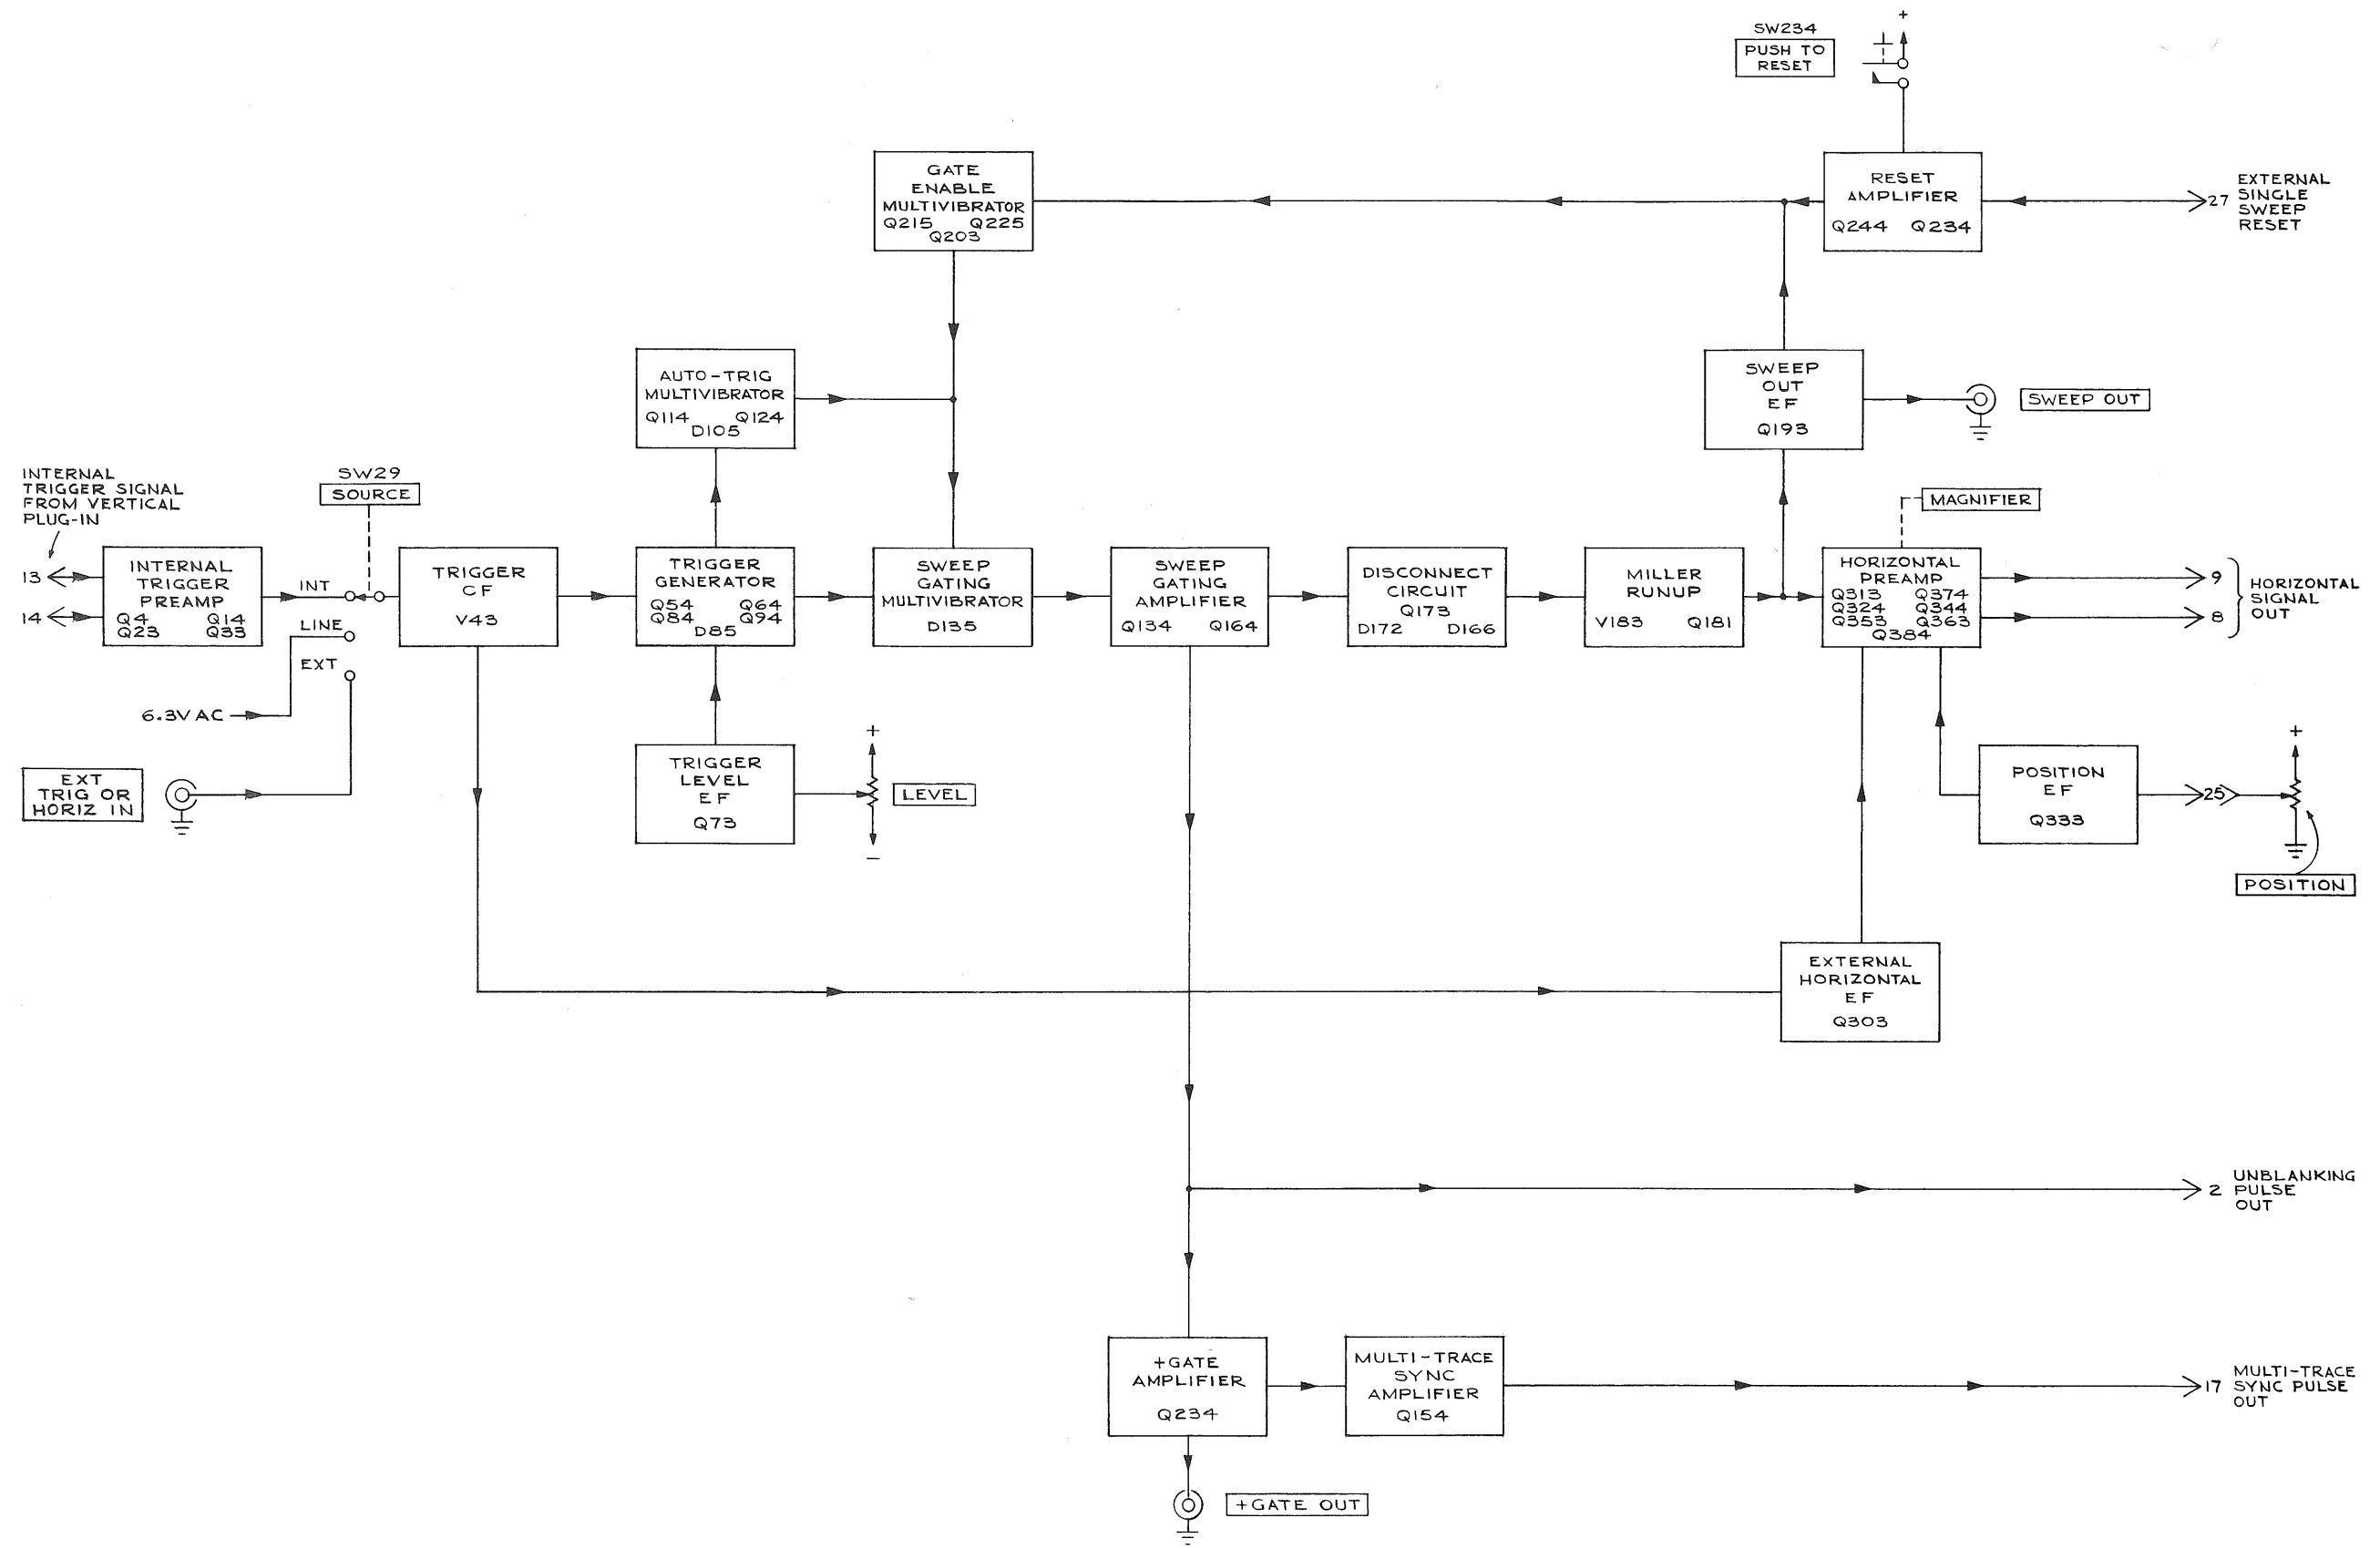 SW234
PUSH TO
RESET
+
GATE
ENABLE
MULTIVIBRATOR
Q215 Q225
Q203
RESET
AMPLIFIER
Q244 Q234
27
EXTERNAL
SINGLE
SWEEP
RESET
AUTO-TRIG
MULTIVIBRATOR
Q114 Q124
D105
SWEEP
OUT
EF
Q193
SWEEP OUT
INTERNAL
TRIGGER SIGNAL
FROM VERTICAL
PLUG-IN
13
14
INTERNAL
TRIGGER
PREAMP
Q4 Q14
Q23 Q33
SW29
SOURCE
INT
LINE
EXT
6.3V AC
EXT
TRIG OR
HORIZ IN
TRIGGER
CF
V43
TRIGGER
GENERATOR
Q54 Q64
Q84 Q94
D85
SWEEP
GATING
MULTIVIBRATOR
D135
SWEEP
GATING
AMPLIFIER
Q134 Q164
DISCONNECT
CIRCUIT
Q173
D172 D166
MILLER
RUNUP
V183 Q181
MAGNIFIER
HORIZONTAL
PREAMP
Q313 Q374
Q324 Q344
Q353 Q363
Q384
9
8
HORIZONTAL
SIGNAL
OUT
TRIGGER
LEVEL
EF
Q73
+
LEVEL
−
POSITION
EF
Q333
25
+
POSITION
EXTERNAL
HORIZONTAL
EF
Q303
2
UNBLANKING
PULSE
OUT
+GATE
AMPLIFIER
Q234
MULTI-TRACE
SYNC
AMPLIFIER
Q154
17
MULTI-TRACE
SYNC PULSE
OUT
+GATE OUT